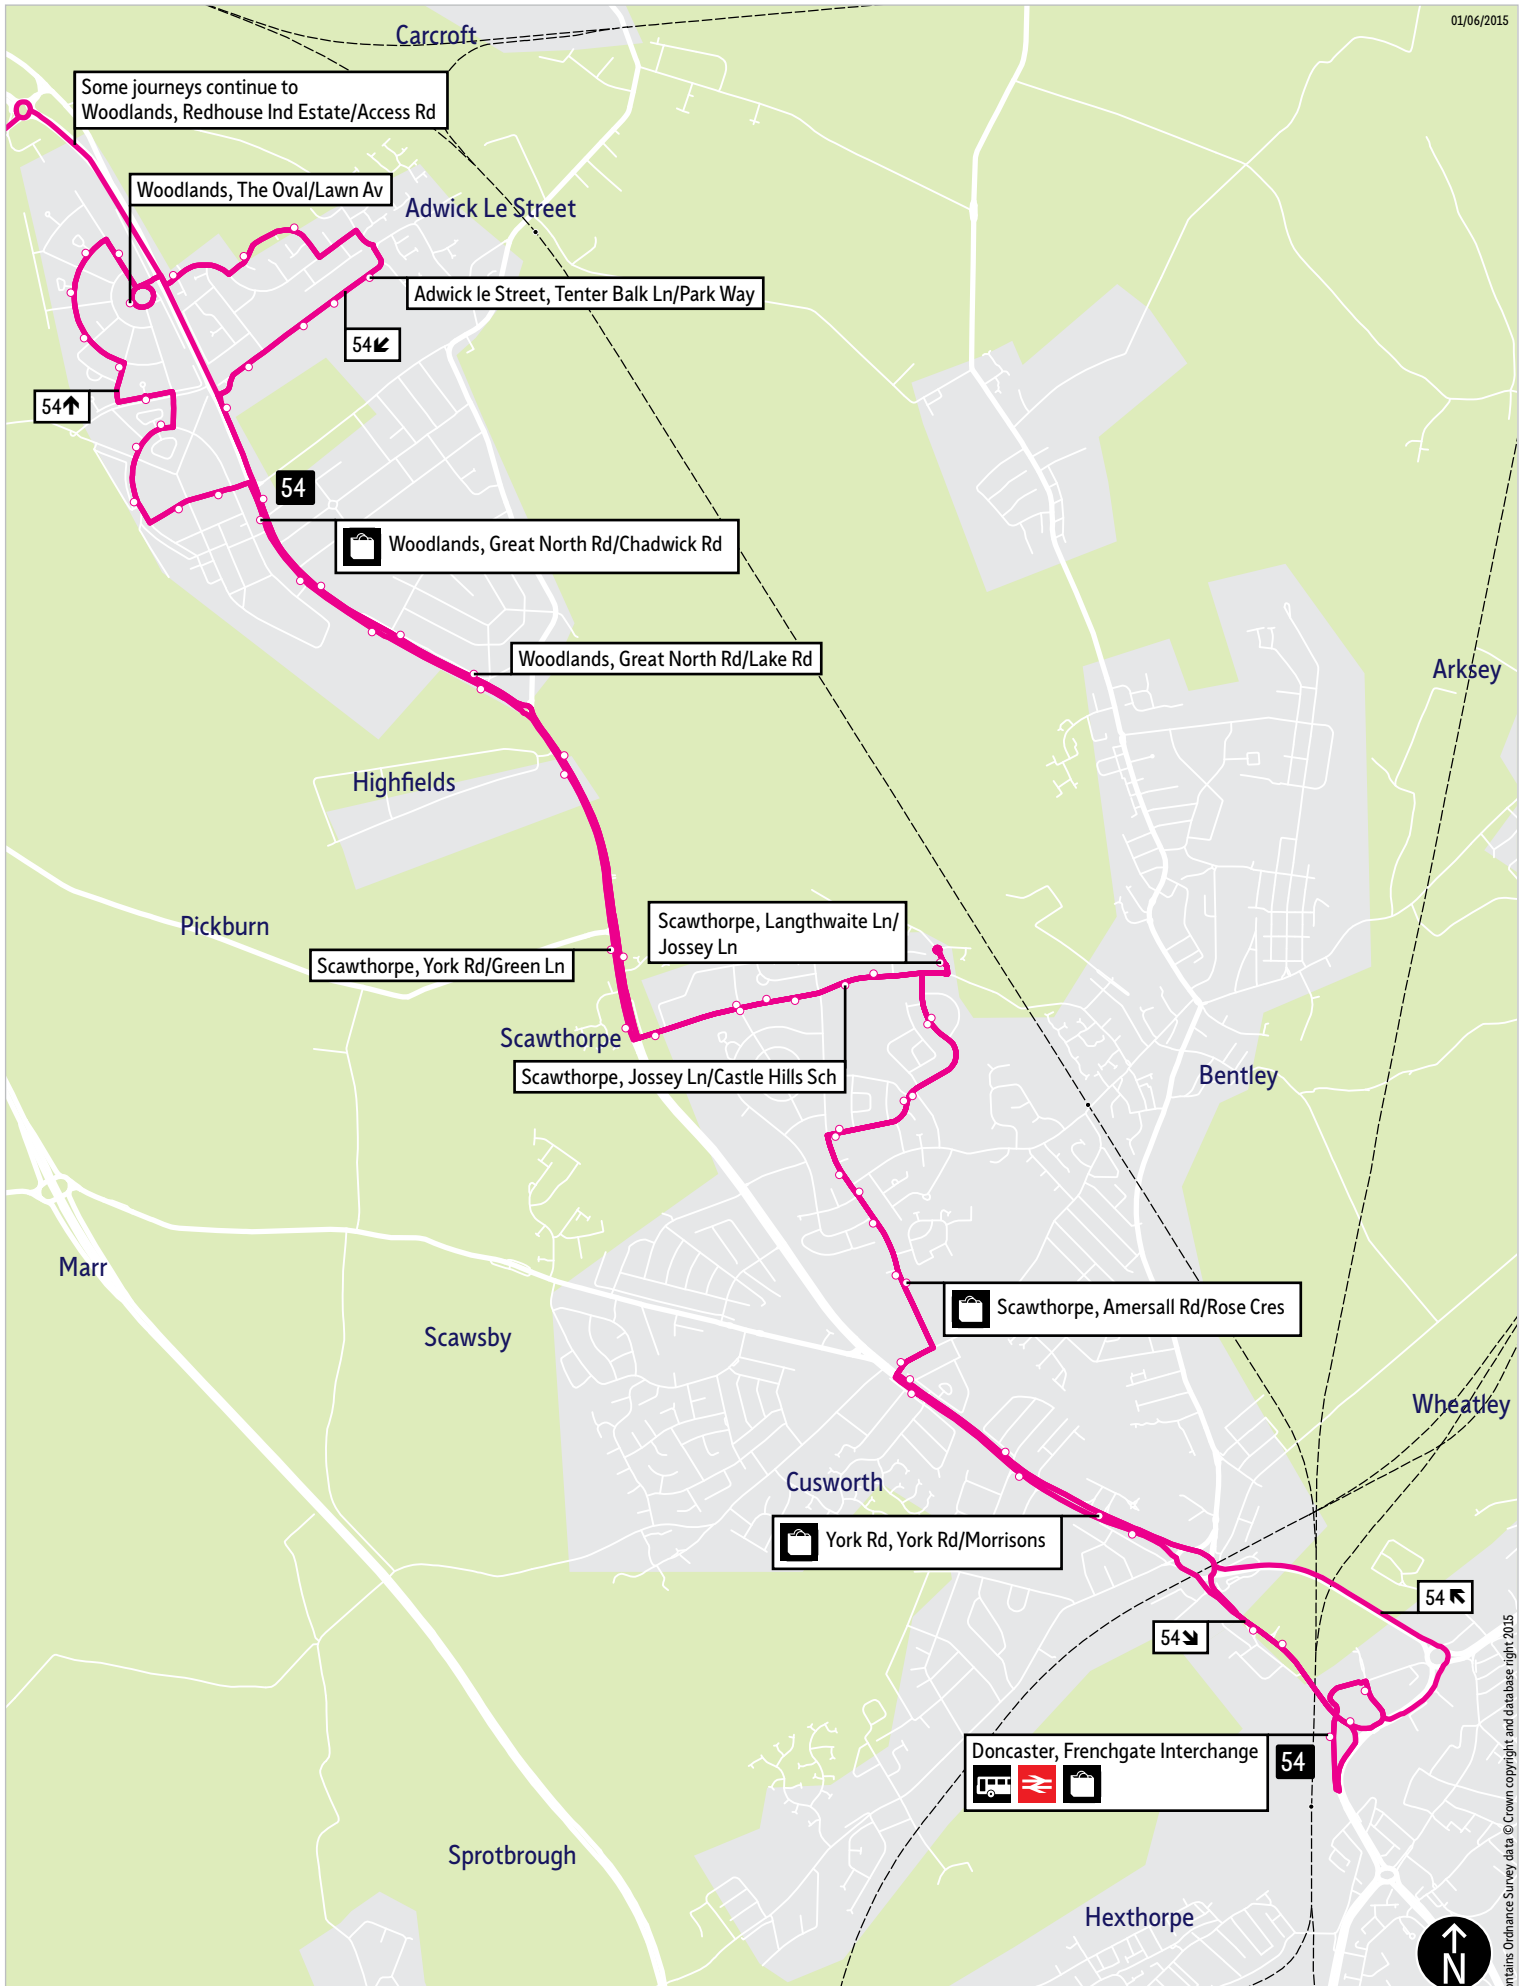 01/06/2015
Carcroft
Some journeys continue to
Woodlands, Redhouse Ind Estate/Access Rd
Woodlands, The Oval/Lawn Av
Adwick Le Street
Adwick le Street, Tenter Balk Ln/Park Way
54↙
54↑
54
Woodlands, Great North Rd/Chadwick Rd
Woodlands, Great North Rd/Lake Rd
Arksey
Highfields
Pickburn
Scawthorpe, Langthwaite Ln/
Jossey Ln
Scawthorpe, York Rd/Green Ln
Scawthorpe
Scawthorpe, Jossey Ln/Castle Hills Sch
Bentley
Marr
Scawthorpe, Amersall Rd/Rose Cres
Scawsby
Wheatley
Cusworth
York Rd, York Rd/Morrisons
54↖
54↘
Doncaster, Frenchgate Interchange
54
Sprotbrough
Hexthorpe
N
ntains Ordnance Survey data © Crown copyright and database right 2015